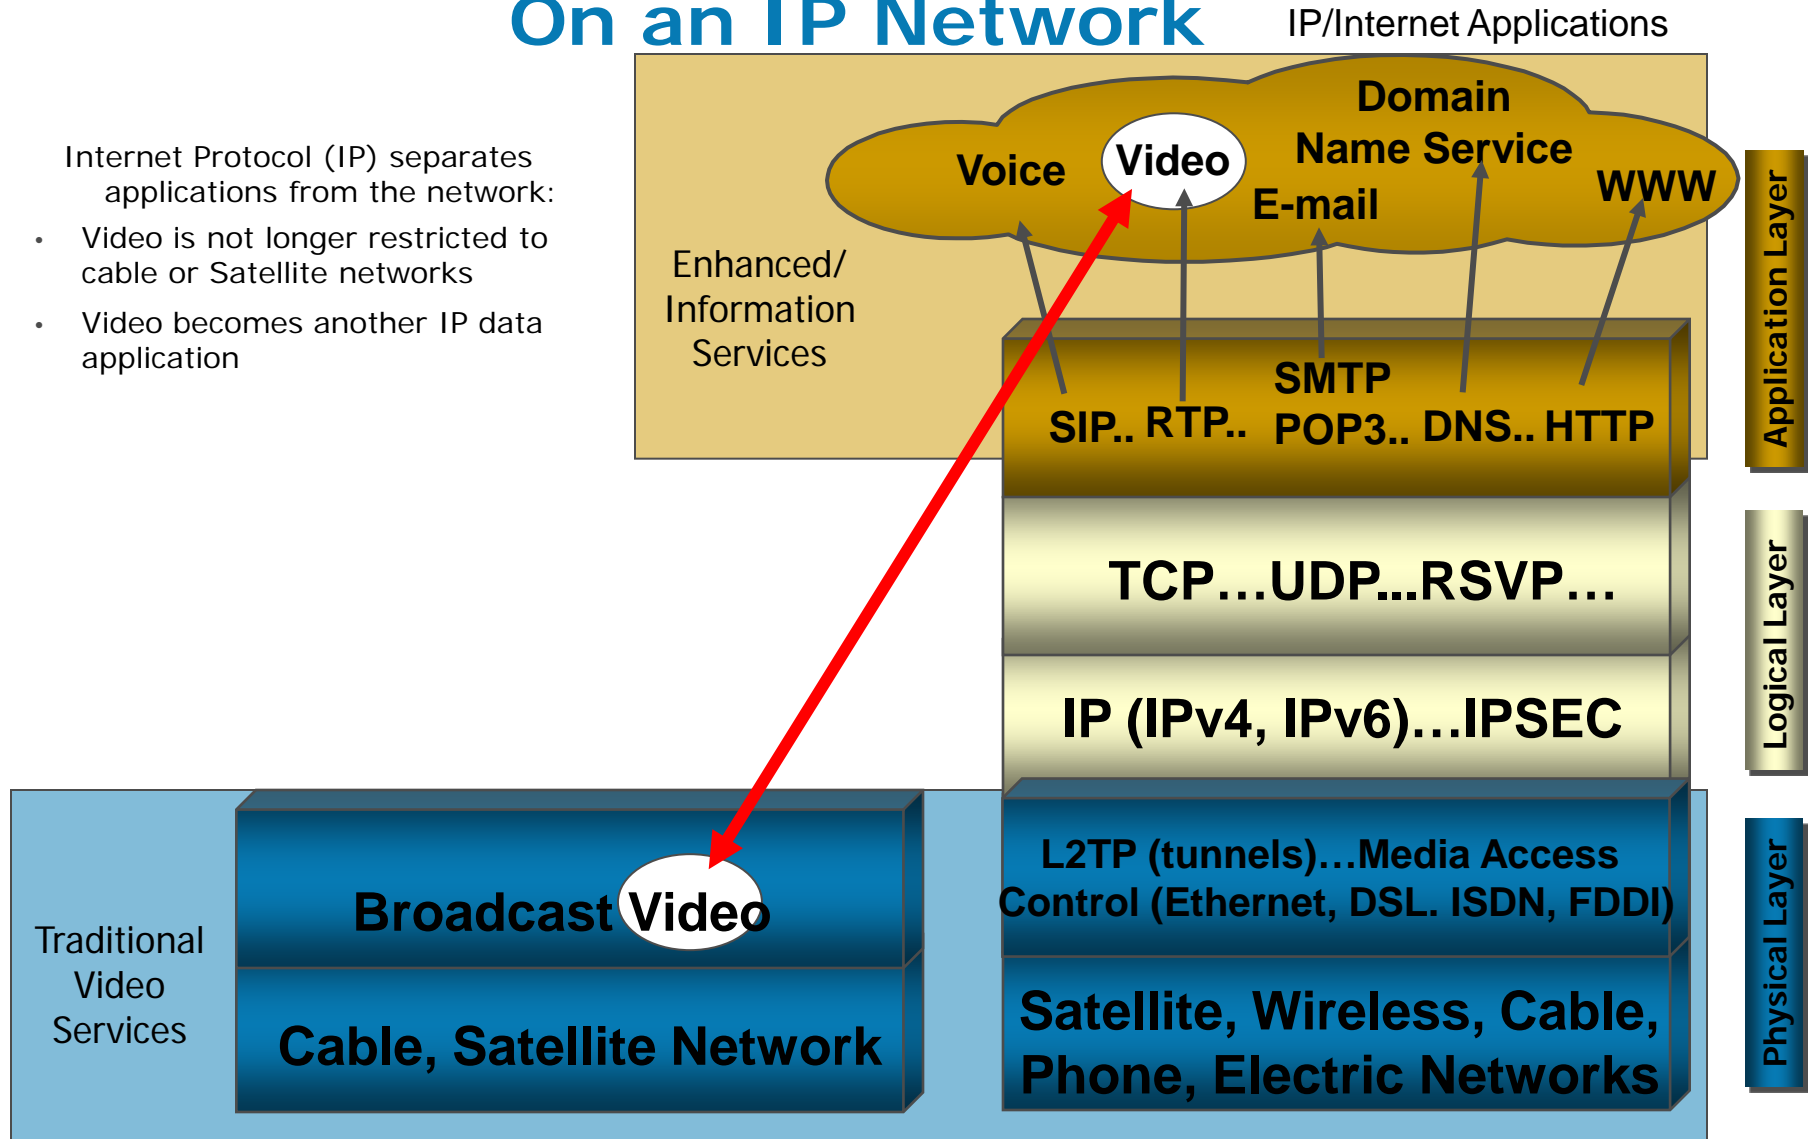 On an IP Network
IP/Internet Applications
Internet Protocol (IP) separates
applications from the network:
• Video is not longer restricted to
cable or Satellite networks
• Video becomes another IP data
application
Enhanced/
Information
Services
Voice
Video
Domain
Name Service
E-mail
WWW
SIP..
RTP..
SMTP
POP3..
DNS..
HTTP
TCP…UDP...RSVP…
IP (IPv4, IPv6)…IPSEC
L2TP (tunnels)…Media Access
Control (Ethernet, DSL. ISDN, FDDI)
Satellite, Wireless, Cable,
Phone, Electric Networks
Traditional
Video
Services
Broadcast Video
Cable, Satellite Network
Application Layer
Logical Layer
Physical Layer